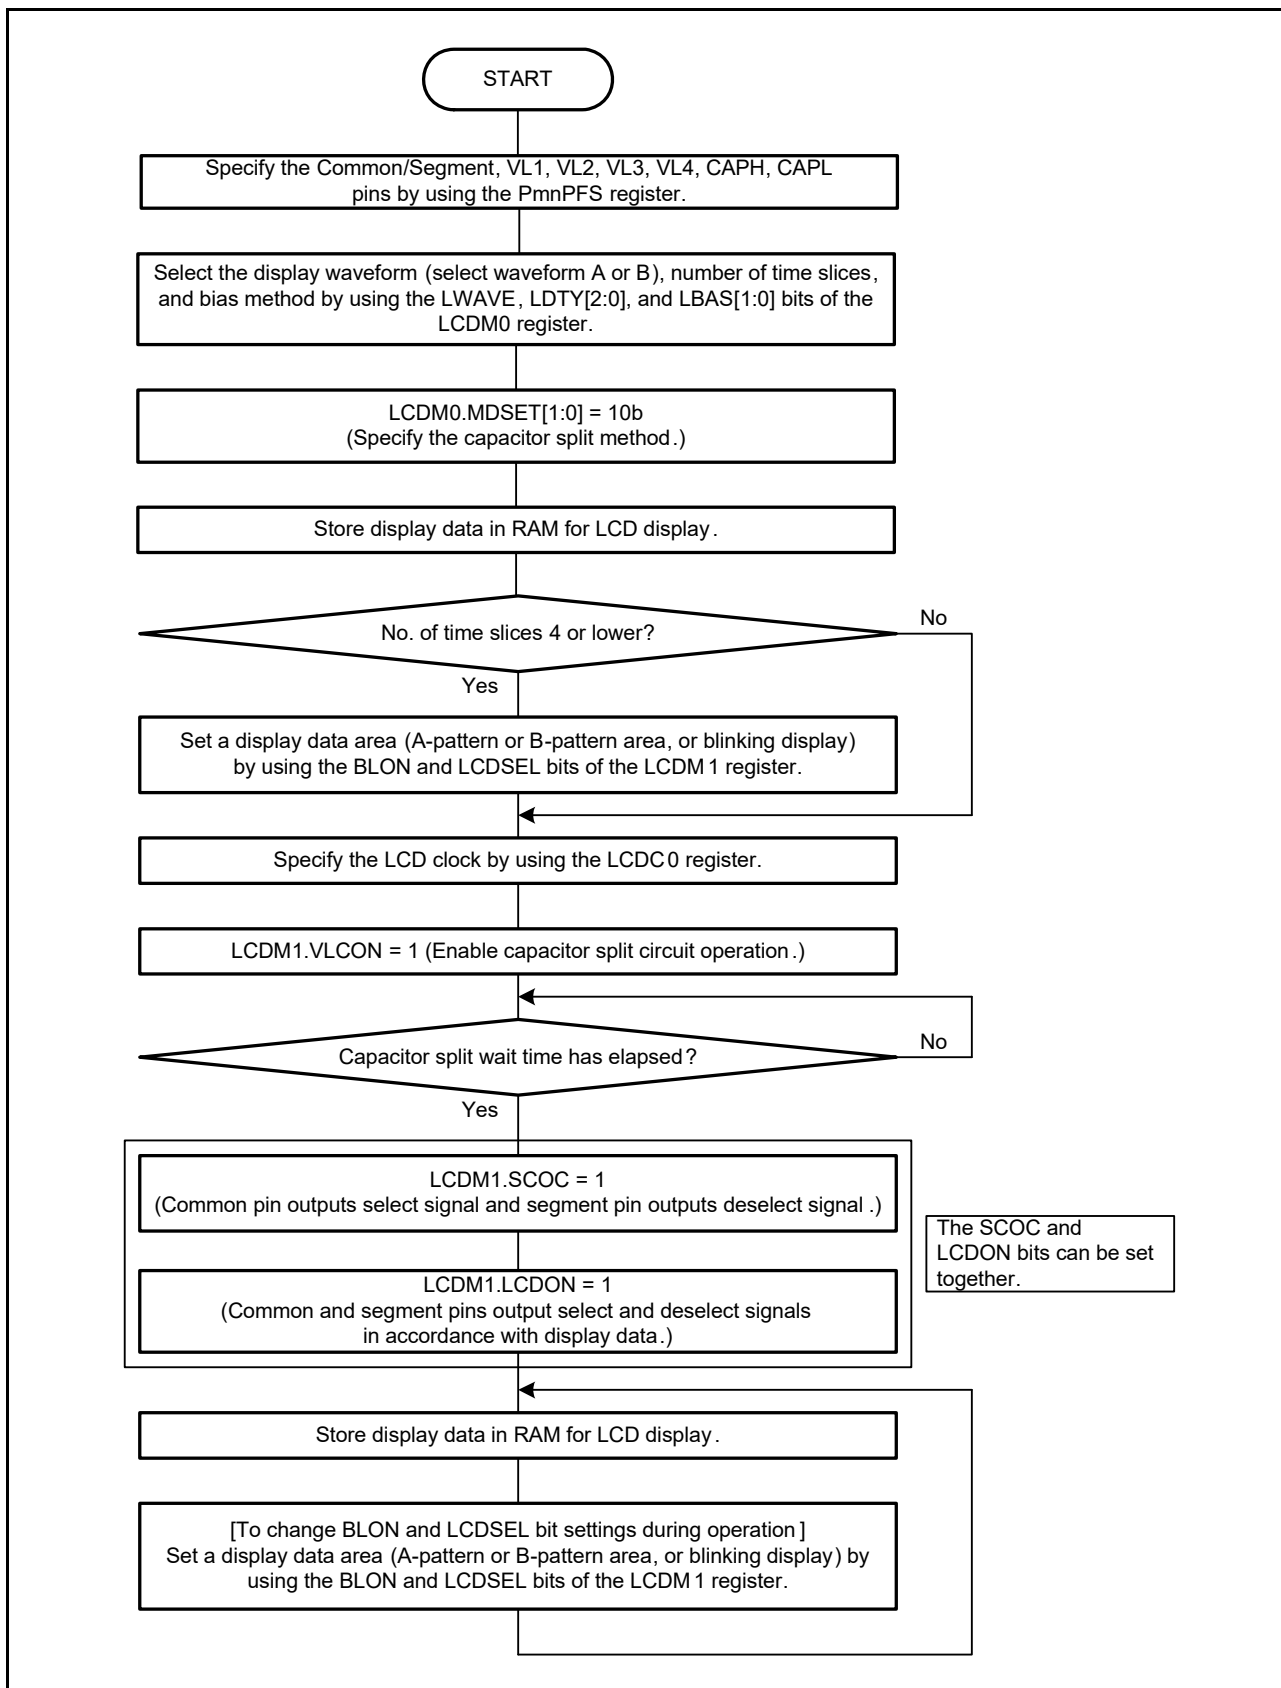 START
Specify the Common/Segment, VL1, VL2, VL3, VL4, CAPH, CAPL
pins by using the PmnPFS register.
Select the display waveform (select waveform A or B), number of time slices,
and bias method by using the LWAVE, LDTY[2:0], and LBAS[1:0] bits of the
LCDM0 register.
LCDM0.MDSET[1:0] = 10b
(Specify the capacitor split method.)
Store display data in RAM for LCD display.
No. of time slices 4 or lower?
No
Yes
Set a display data area (A-pattern or B-pattern area, or blinking display)
by using the BLON and LCDSEL bits of the LCDM1 register.
Specify the LCD clock by using the LCDC0 register.
LCDM1.VLCON = 1 (Enable capacitor split circuit operation.)
Capacitor split wait time has elapsed?
No
Yes
LCDM1.SCOC = 1
(Common pin outputs select signal and segment pin outputs deselect signal.)
The SCOC and
LCDON bits can be set
together.
LCDM1.LCDON = 1
(Common and segment pins output select and deselect signals
in accordance with display data.)
Store display data in RAM for LCD display.
[To change BLON and LCDSEL bit settings during operation]
Set a display data area (A-pattern or B-pattern area, or blinking display) by
using the BLON and LCDSEL bits of the LCDM1 register.